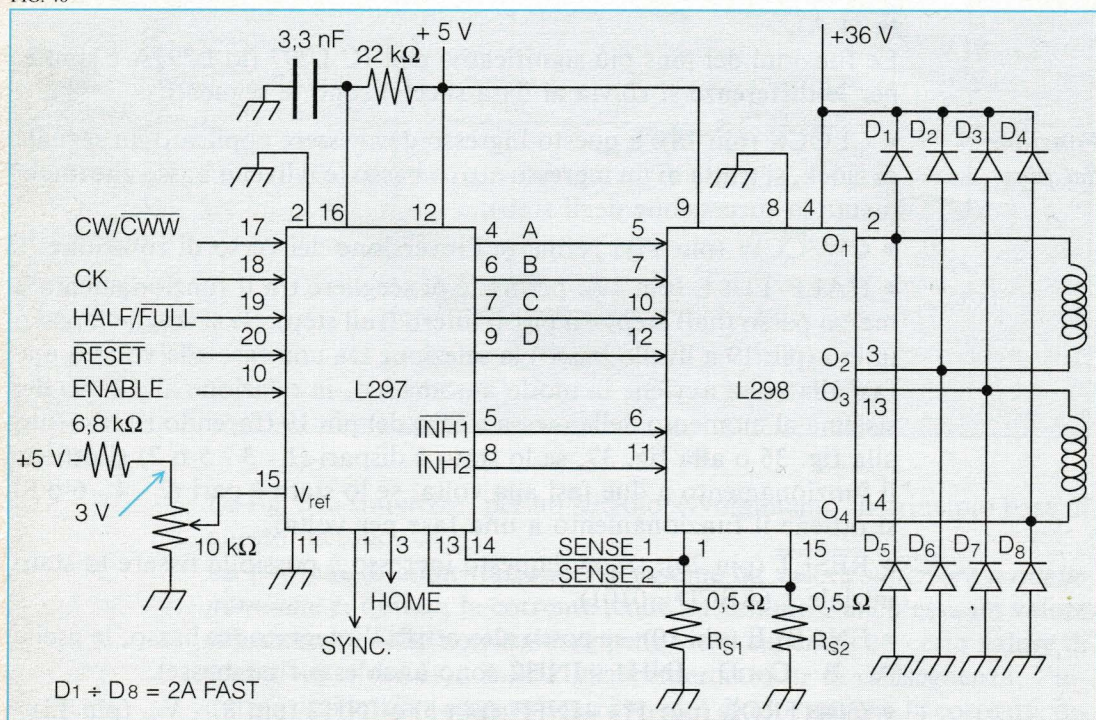 3,3 nF
22 kΩ
+ 5 V
+36 V
D1 D2 D3 D4
2 16 12
9 8 4
CW/CWW 17
CK 18
HALF/FULL 19
RESET 20
ENABLE 10
L297
4 A 5
6 B 7
7 C 10
9 D 12
INH1 5 6
INH2 8 11
L298
O1 2
O2 3
O3 13
O4 14
6,8 kΩ
+5
3 V
10 kΩ
15
Vref
11 1 3 13 14
HOME
SYNC.
SENSE 1 1
SENSE 2 15
0,5 Ω
RS1
0,5 Ω
RS2
D5 D6 D7 D8
D1 ÷ D8 = 2A FAST